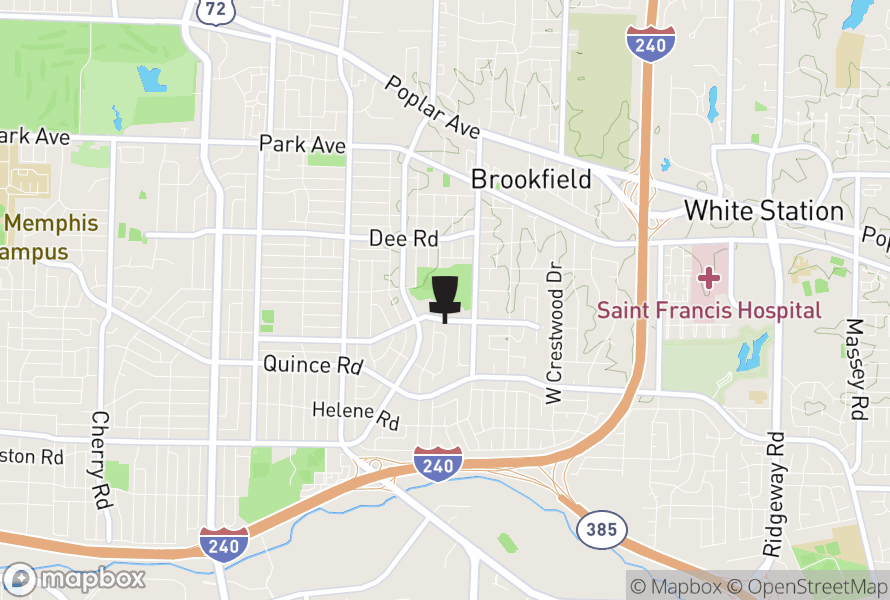 72
240
Poplar Ave
ark Ave
Park Ave
Brookfield
White Station
Memphis
ampus
Dee Rd
Pop
Saint Francis Hospital
W Crestwood Dr
Massey Rd
Quince Rd
Helene Rd
Cherry Rd
ston Rd
240
Ridgeway Rd
385
240
mapbox
© Mapbox © OpenStreetMap